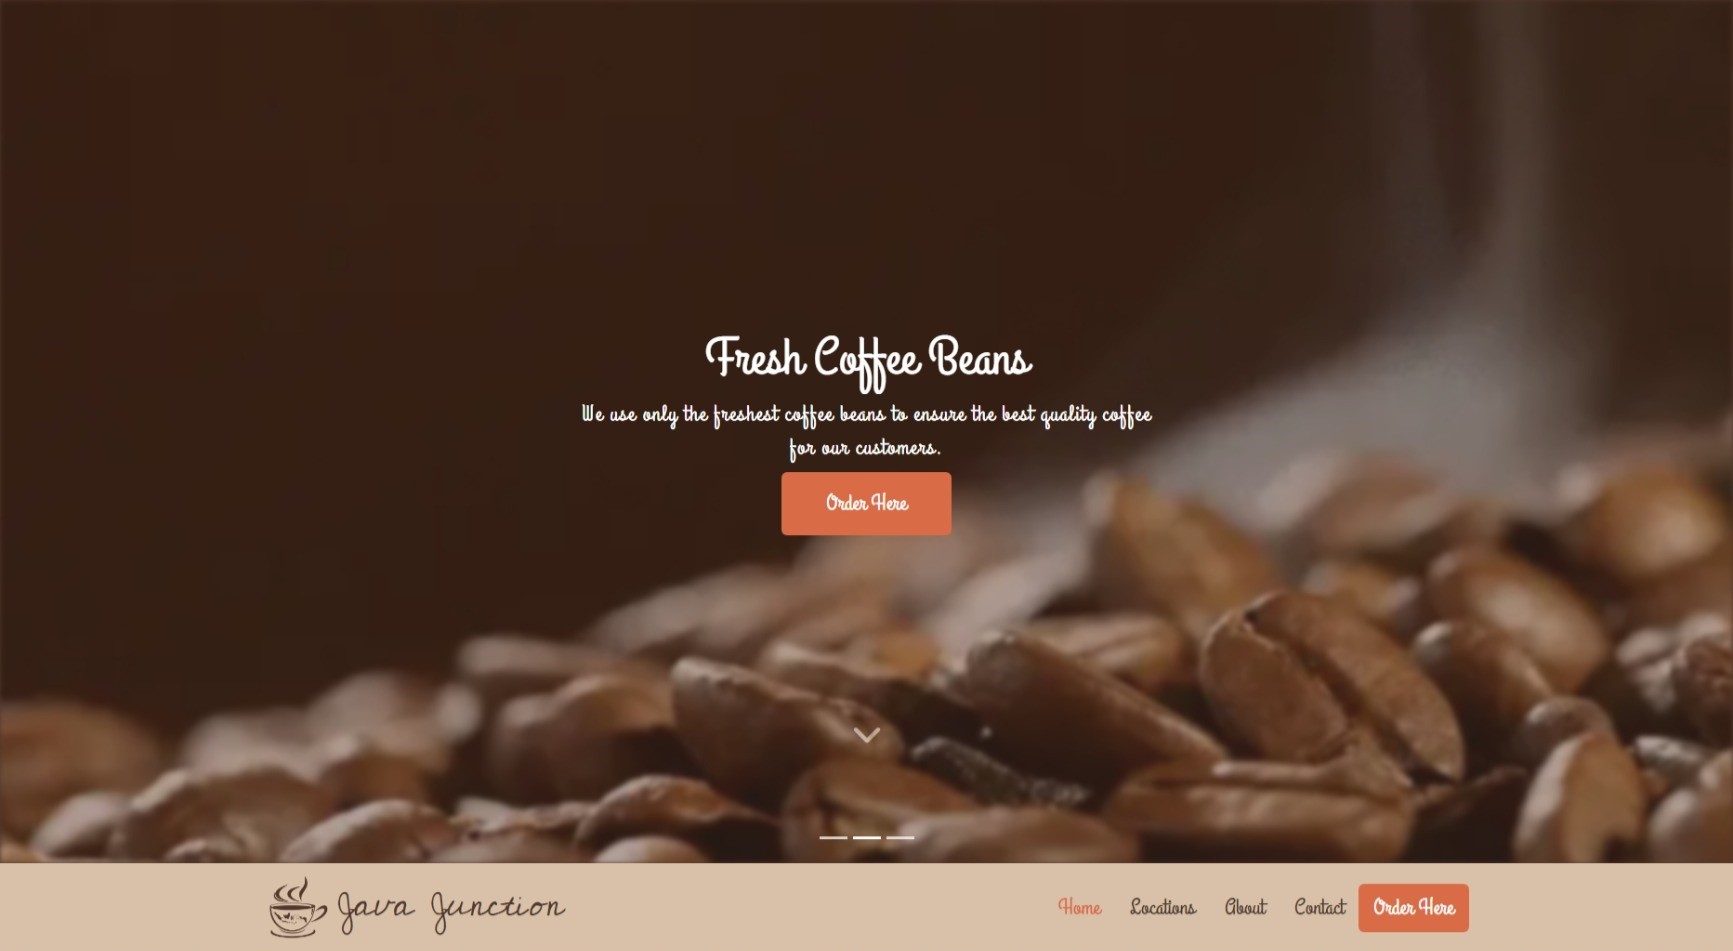 Fresh Coffee Beans
We use only the freshest coffee beans to ensure the best quality coffee
for our customers.
Order Here
Java Junction
Home Locations About Contact Order Here